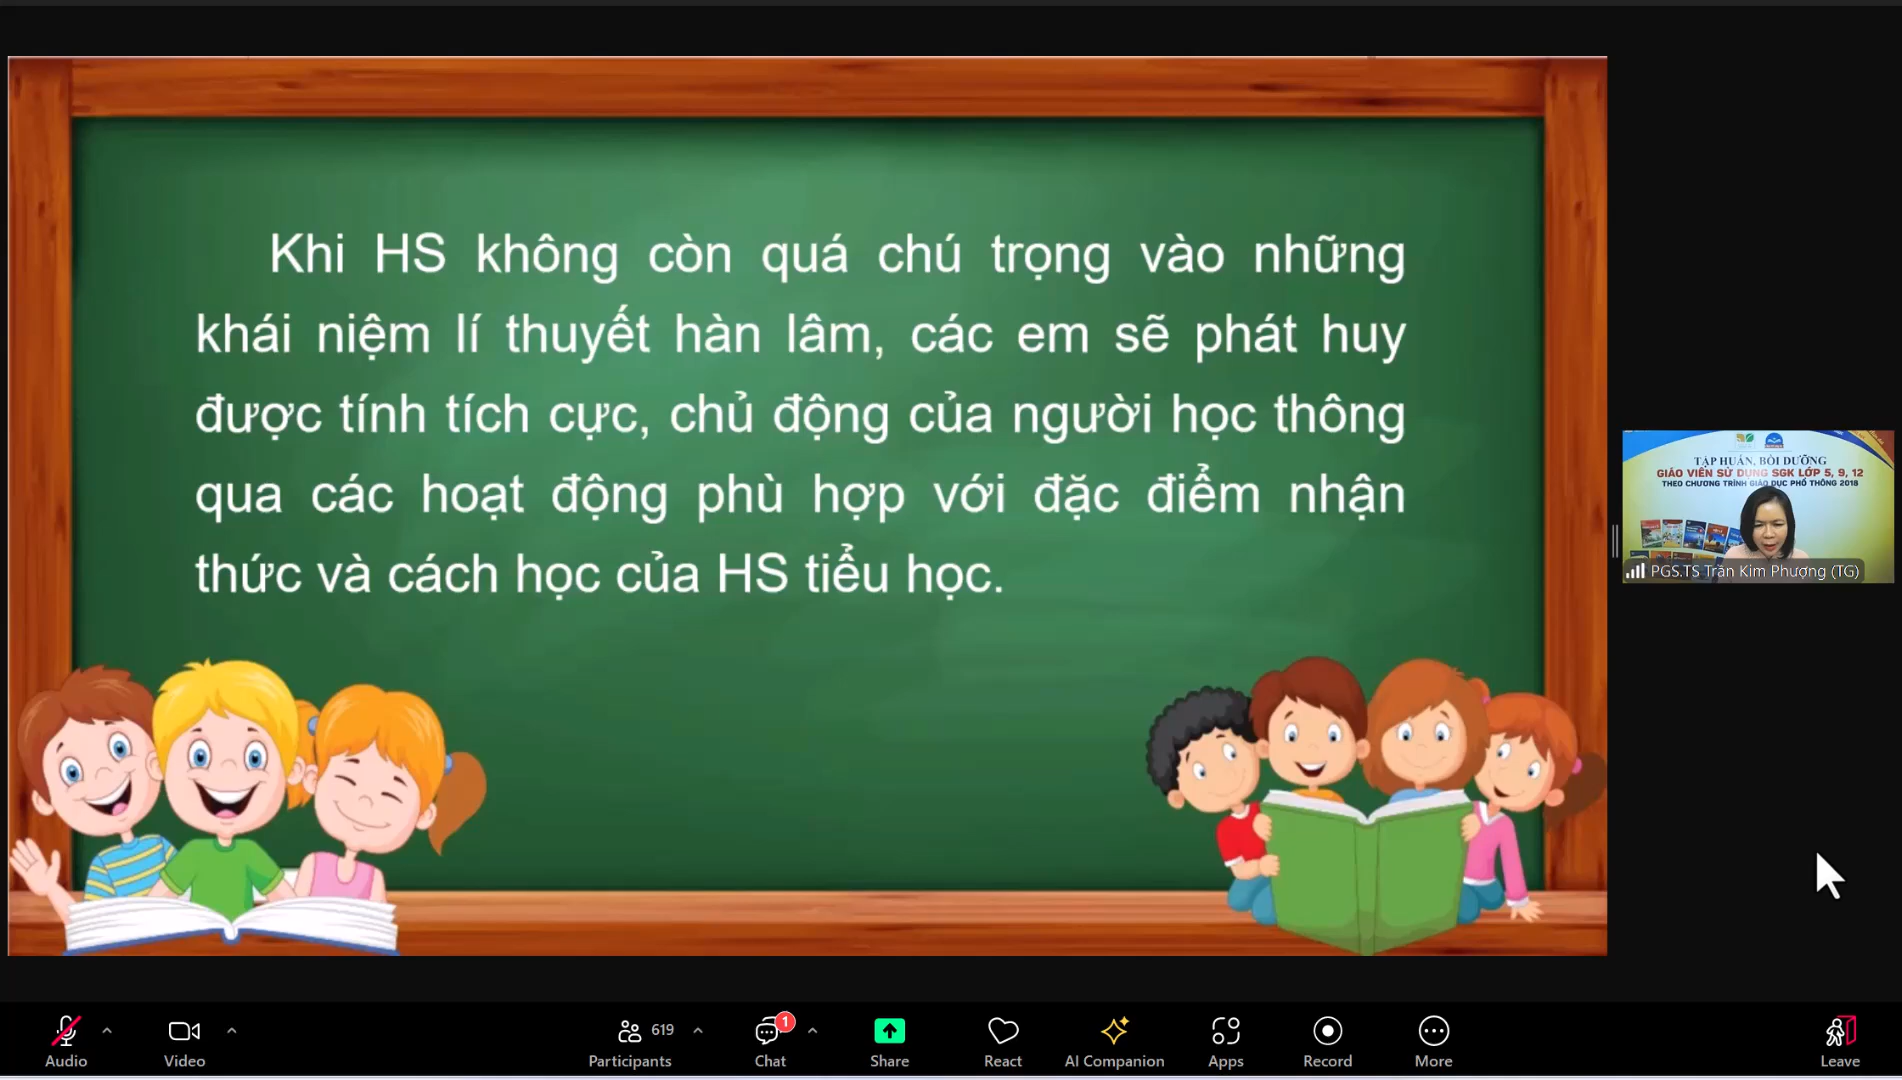 Khi HS không còn quá chú trọng vào những
khái niệm lí thuyết hàn lâm, các em sẽ phát huy
được tính tích cực, chủ động của người học thông
qua các hoạt động phù hợp với đặc điểm nhận
thức và cách học của HS tiểu học.
TẬP HUẤN, BỒI DƯỠNG
GIÁO VIÊN SỬ DỤNG SGK LỚP 5, 9, 12
THEO CHƯƠNG TRÌNH GIÁO DỤC PHỔ THÔNG 2018
PGS.TS Trần Kim Phượng (TG)
619
1
Audio
Video
Participants
Chat
Share
React
AI Companion
Apps
Record
More
Leave